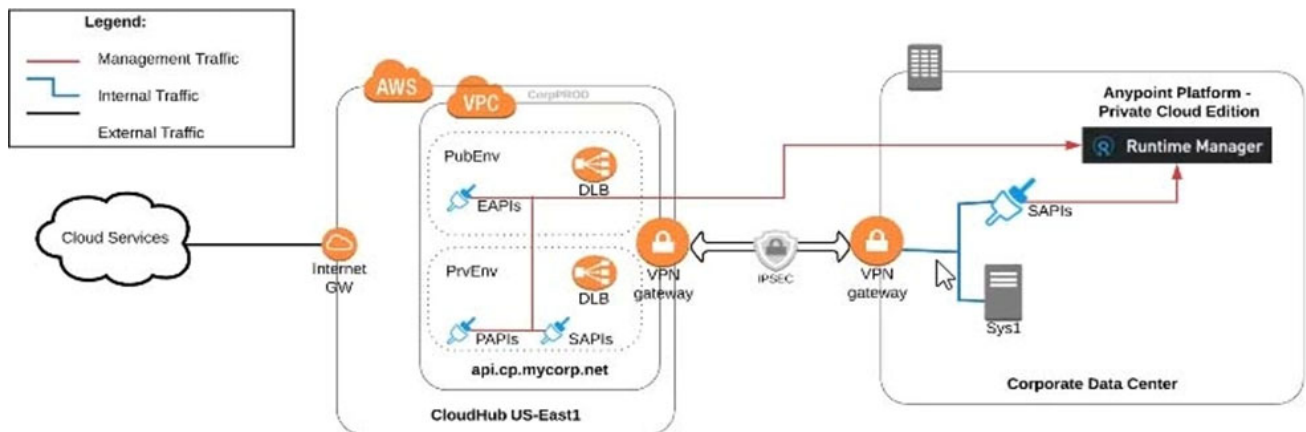 Legend:
Management Traffic
Internal Traffic
External Traffic
Cloud Services
Internet
GW
AWS
CorpPROD
VPC
PubEnv
DLB
EAPIs
PrvEnv
DLB
PAPIs
SAPIs
api.cp.mycorp.net
CloudHub US-East1
VPN
gateway
IPSEC
VPN
gateway
Anypoint Platform -
Private Cloud Edition
Runtime Manager
SAPIs
Sys1
Corporate Data Center